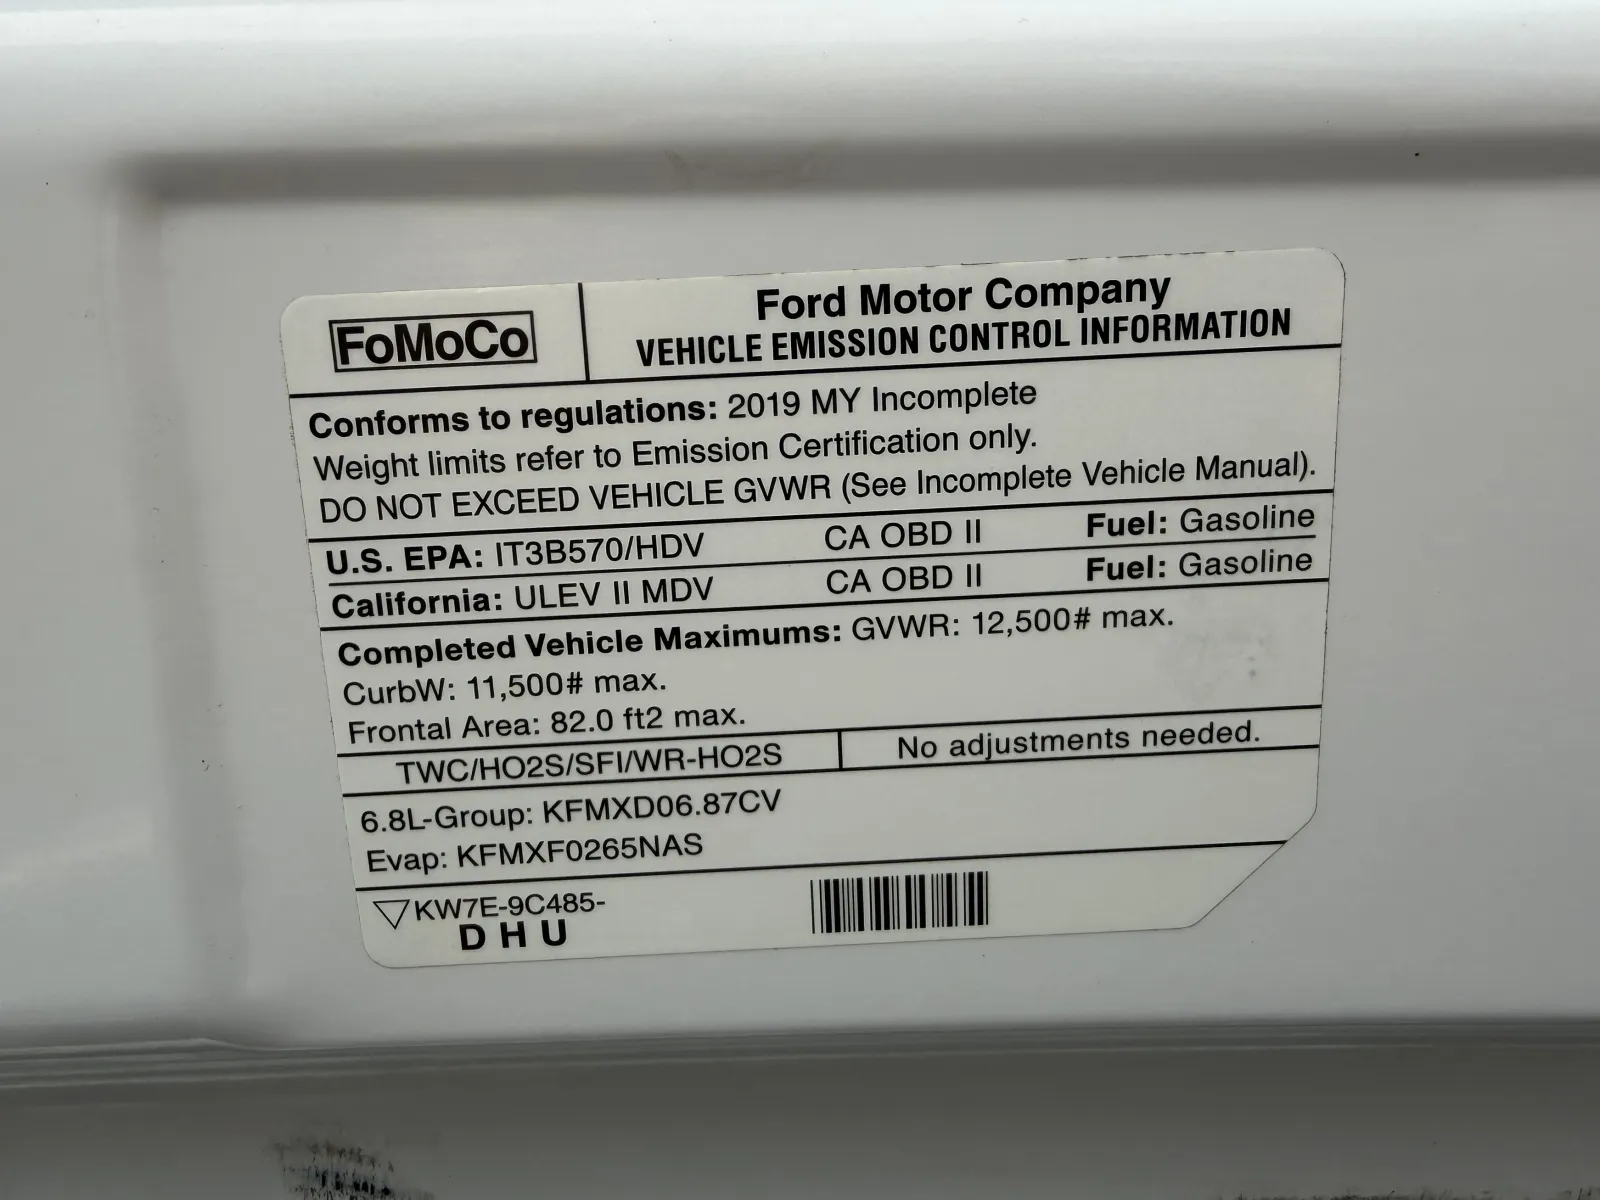 FoMoCo
Ford Motor Company
VEHICLE EMISSION CONTROL INFORMATION
Conforms to regulations: 2019 MY Incomplete
Weight limits refer to Emission Certification only.
DO NOT EXCEED VEHICLE GVWR (See Incomplete Vehicle Manual).
U.S. EPA: IT3B570/HDV CA OBD II Fuel: Gasoline
California: ULEV II MDV CA OBD II Fuel: Gasoline
Completed Vehicle Maximums: GVWR: 12,500# max.
CurbW: 11,500# max.
Frontal Area: 82.0 ft2 max.
TWC/HO2S/SFI/WR-HO2S No adjustments needed.
6.8L-Group: KFMXD06.87CV
Evap: KFMXF0265NAS
KW7E-9C485-
D H U